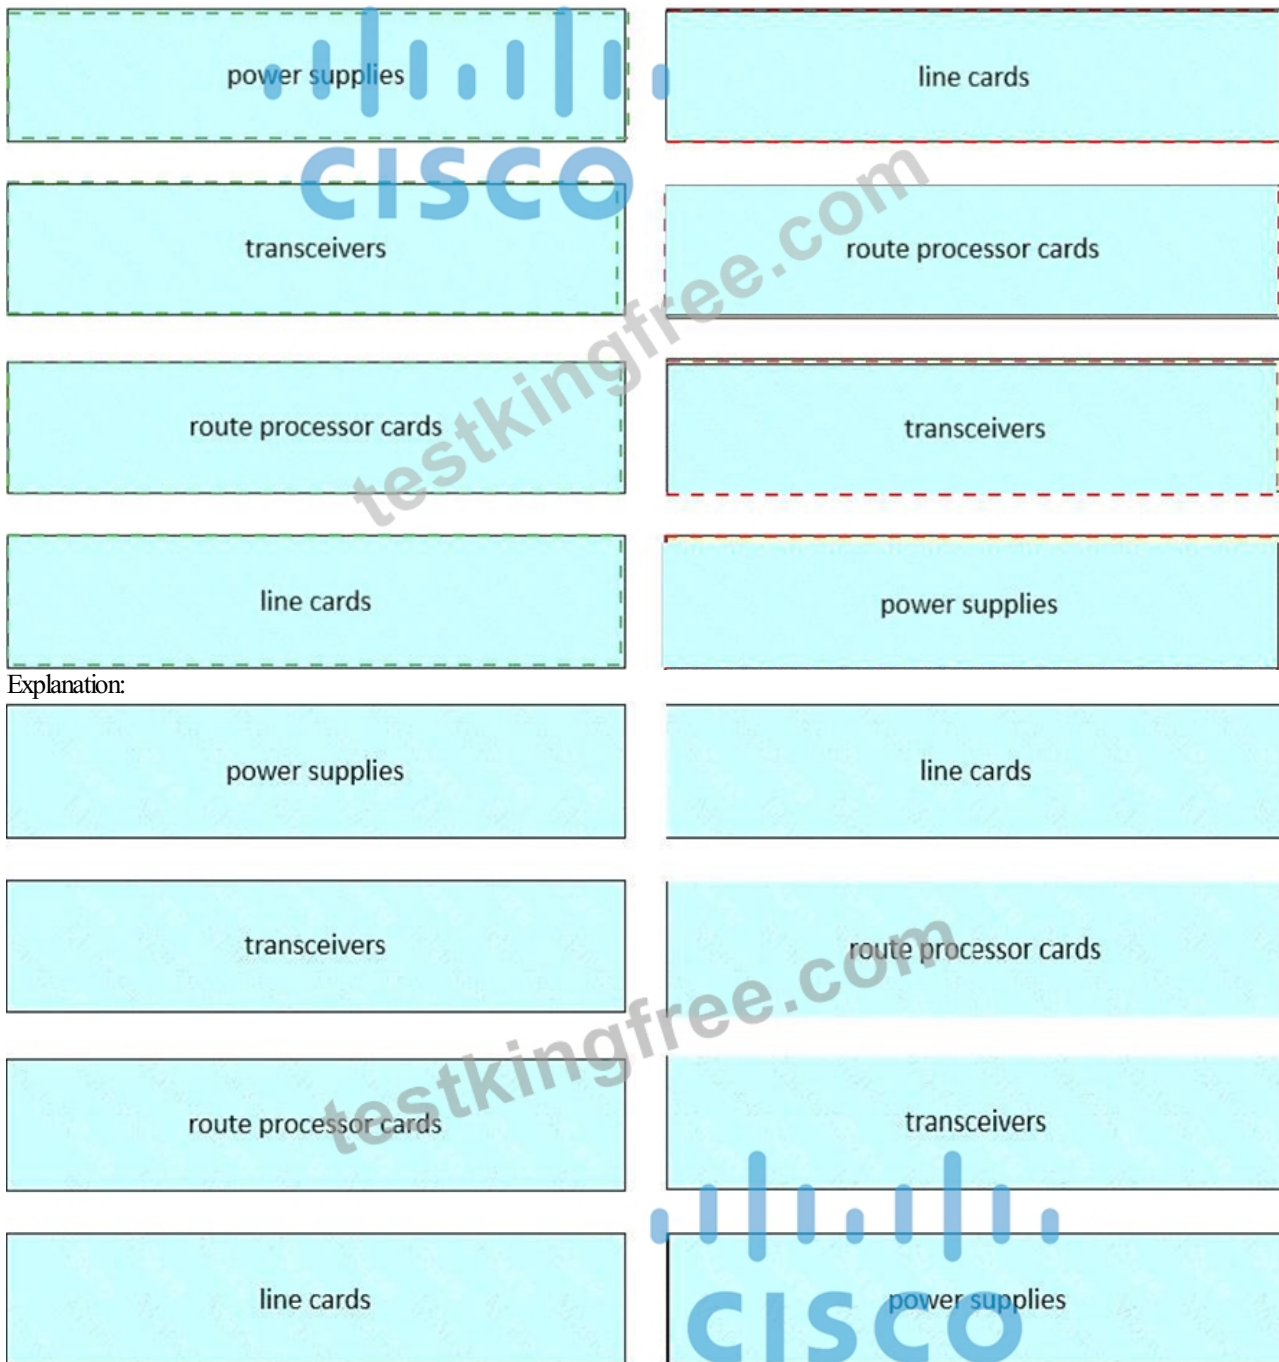 power supplies line cards
CISCO
transceivers route processor cards
testkingfree.com
route processor cards transceivers
line cards power supplies
Explanation:
power supplies line cards
transceivers route processor cards
testkingfree.com
route processor cards transceivers
line cards power supplies
CISCO